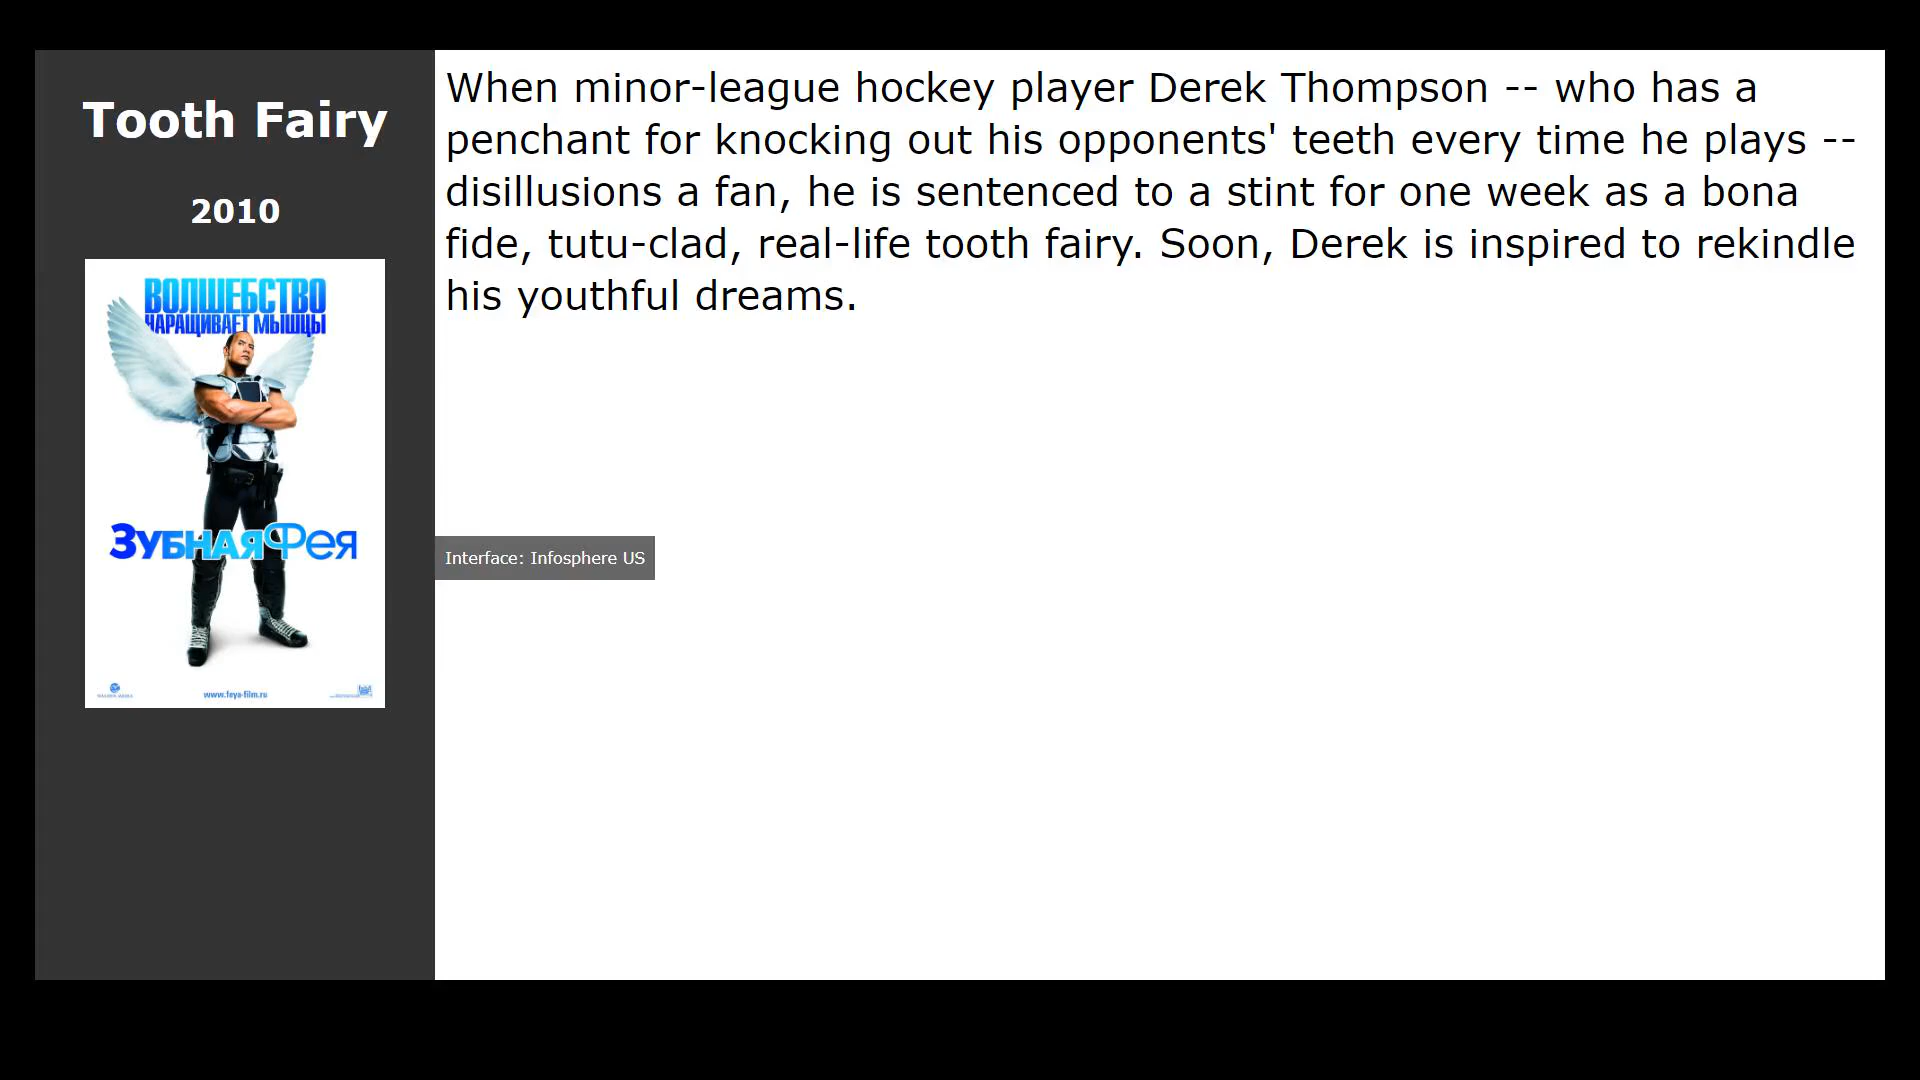 Tooth Fairy
2010
ВОЛШЕБСТВО
НАРАЩИВАЕТ МЫШЦЫ
ЗУБНАЯ ФЕЯ
www.feya-film.ru
When minor-league hockey player Derek Thompson -- who has a
penchant for knocking out his opponents' teeth every time he plays --
disillusions a fan, he is sentenced to a stint for one week as a bona
fide, tutu-clad, real-life tooth fairy. Soon, Derek is inspired to rekindle
his youthful dreams.
Interface: Infosphere US